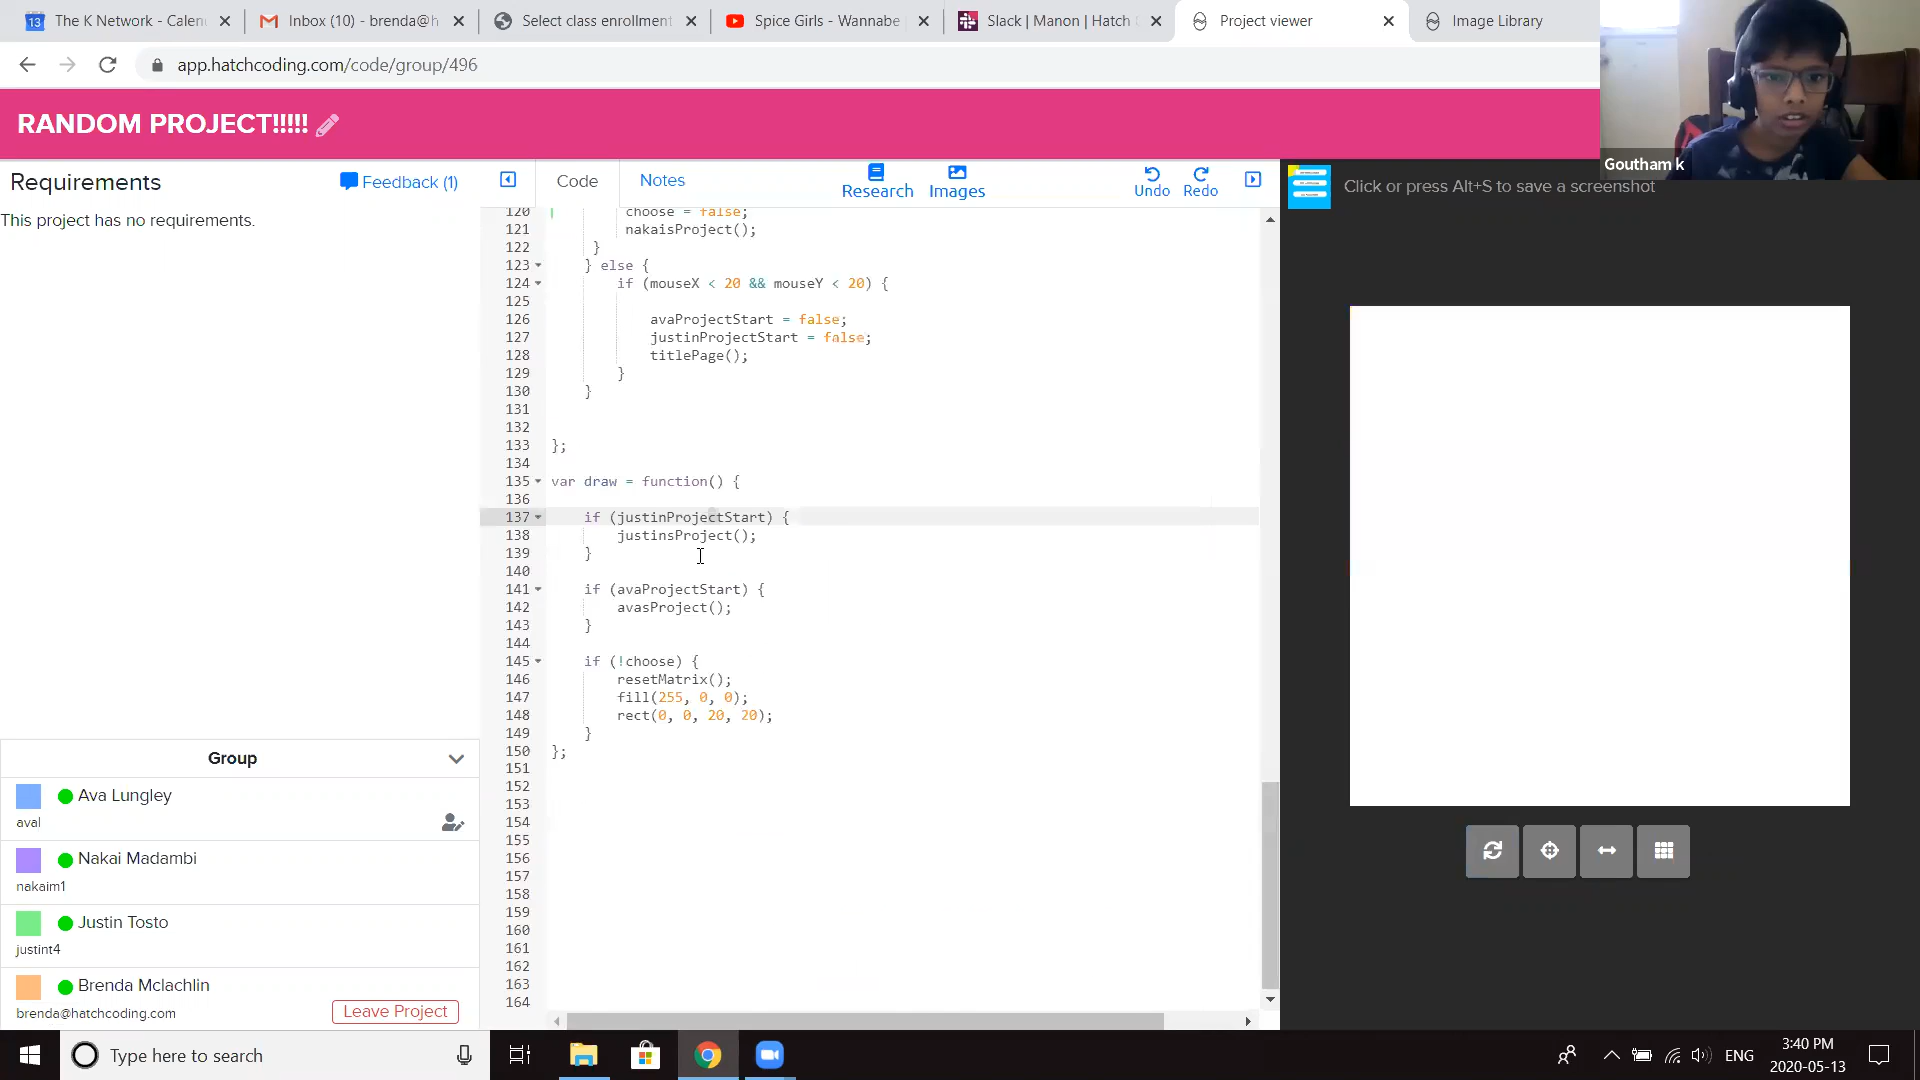 The K Network - Calen
Inbox (10) - brenda@h
Select class enrollment
Spice Girls - Wannabe
Slack | Manon | Hatch
Project viewer
Image Library
app.hatchcoding.com/code/group/496
RANDOM PROJECT!!!!!
Goutham k
Requirements
Feedback (1)
Code
Notes
Research
Images
Undo
Redo
Click or press Alt+S to save a screenshot
This project has no requirements.
120 choose = false;
121 nakaisProject();
122 }
123 } else {
124 if (mouseX < 20 && mouseY < 20) {
125
126 avaProjectStart = false;
127 justinProjectStart = false;
128 titlePage();
129 }
130 }
131
132
133 };
134
135 var draw = function() {
136
137 if (justinProjectStart) {
138 justinsProject();
139 }
140
141 if (avaProjectStart) {
142 avasProject();
143 }
144
145 if (!choose) {
146 resetMatrix();
147 fill(255, 0, 0);
148 rect(0, 0, 20, 20);
149 }
150 };
151
152
153
154
155
156
157
158
159
160
161
162
163
164
Group
Ava Lungley
aval
Nakai Madambi
nakaim1
Justin Tosto
justint4
Brenda Mclachlin
brenda@hatchcoding.com
Leave Project
Type here to search
ENG
3:40 PM
2020-05-13